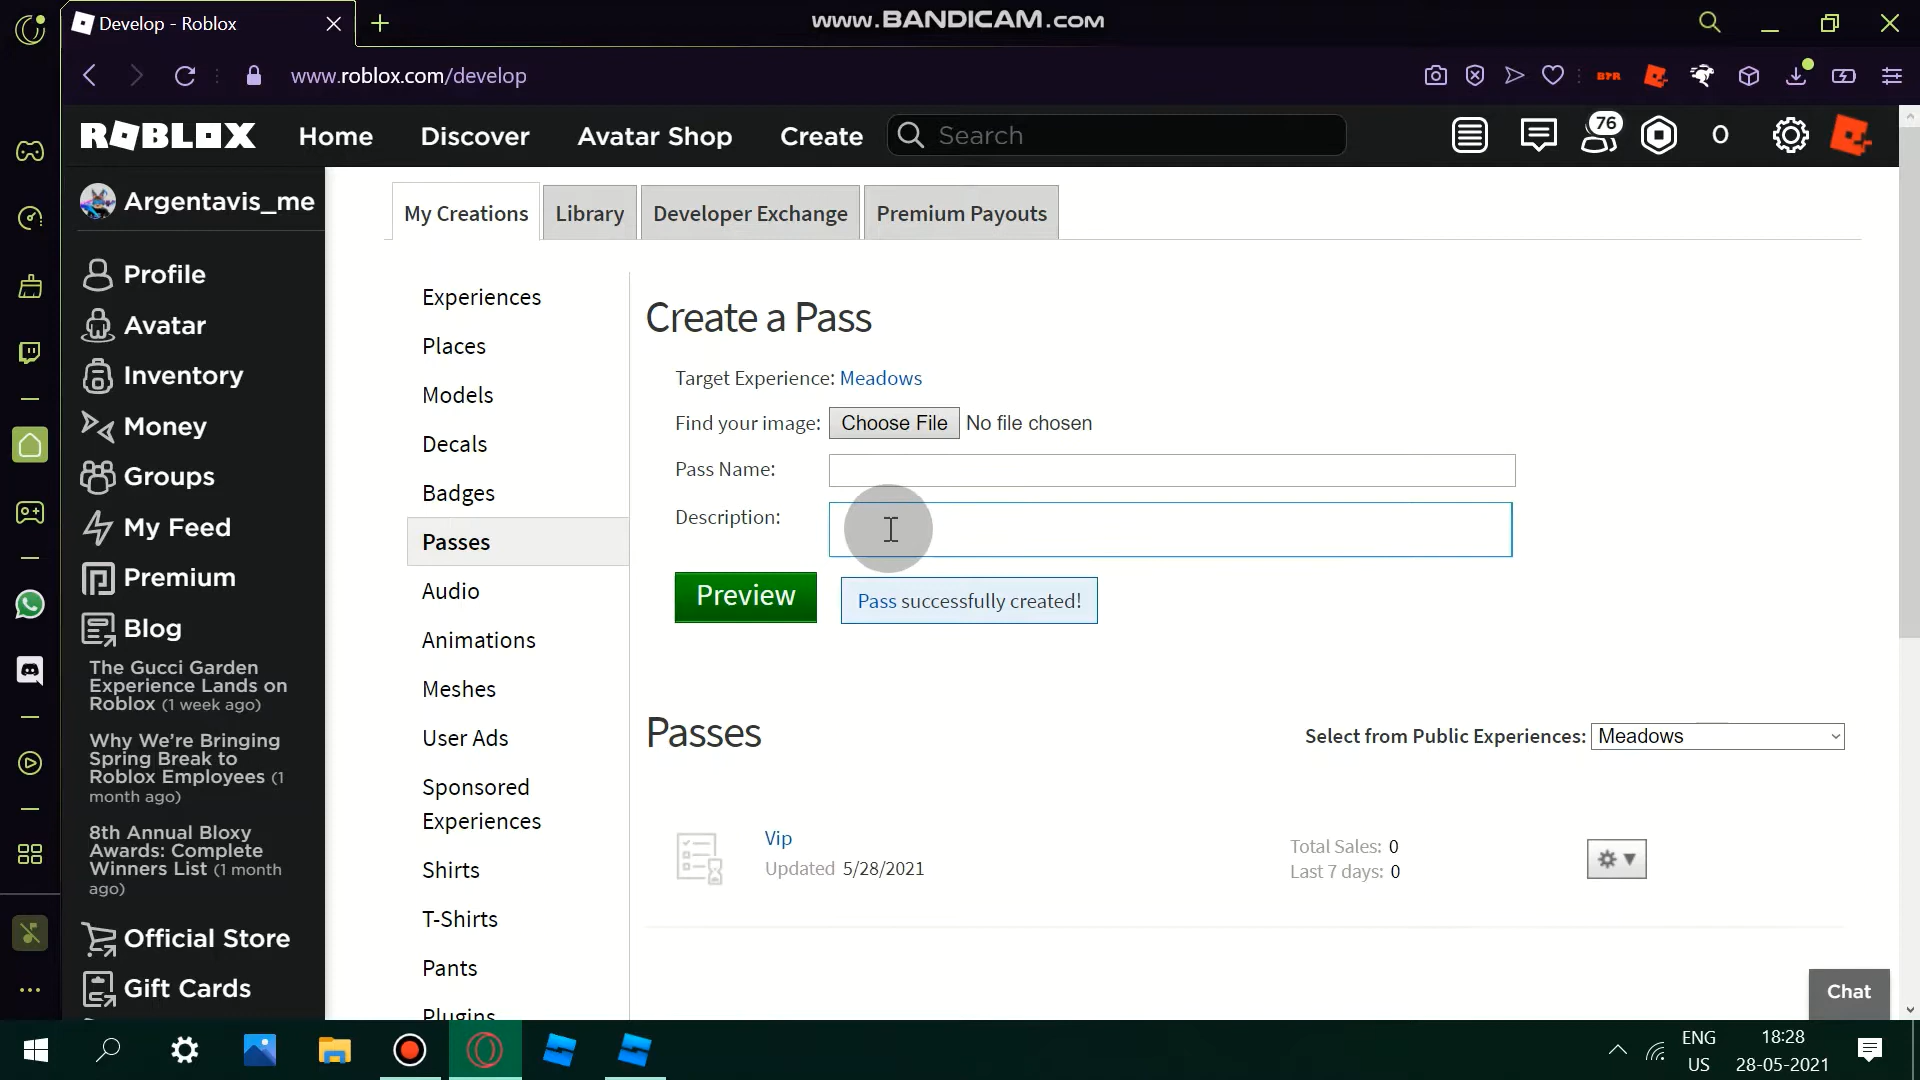 Develop - Roblox
www.BANDICAM.com
www.roblox.com/develop
BTR
ROBLOX
Home
Discover
Avatar Shop
Create
Search
76
0
Argentavis_me
Profile
Avatar
Inventory
Money
Groups
My Feed
Premium
Blog
The Gucci Garden
Experience Lands on
Roblox (1 week ago)
Why We're Bringing
Spring Break to
Roblox Employees (1
month ago)
8th Annual Bloxy
Awards: Complete
Winners List (1 month
ago)
Official Store
Gift Cards
My Creations
Library
Developer Exchange
Premium Payouts
Experiences
Places
Models
Decals
Badges
Passes
Audio
Animations
Meshes
User Ads
Sponsored
Experiences
Shirts
T-Shirts
Pants
Plugins
Create a Pass
Target Experience: Meadows
Find your image: Choose File No file chosen
Pass Name:
Description:
Preview
Pass successfully created!
Passes
Select from Public Experiences: Meadows
Vip
Updated 5/28/2021
Total Sales: 0
Last 7 days: 0
Chat
ENG
US
18:28
28-05-2021